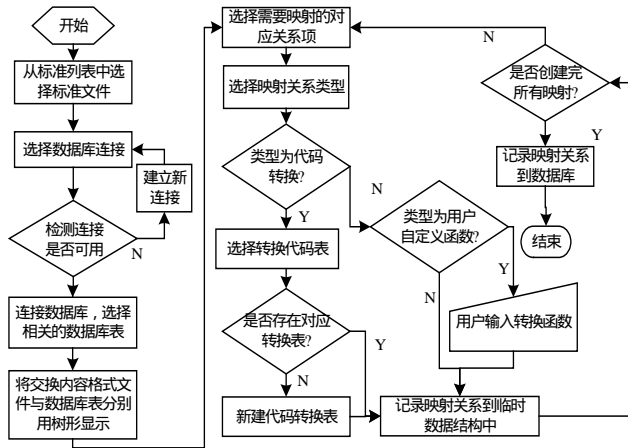 开始
从标准列表中选
择标准文件
选择数据库连接
建立新
连接
检测连接
是否可用
N
连接数据库，选择
相关的数据库表
将交换内容格式文
件与数据库表分别
用树形显示
选择需要映射的对
应关系项
选择映射关系类型
类型为代码
转换?
N
Y
选择转换代码表
是否存在对应
转换表?
Y
N
新建代码转换表
类型为用户
自定义函数?
Y
N
用户输入转换函数
记录映射关系到临时
数据结构中
N
是否创建完
所有映射?
Y
记录映射关系
到数据库
结束